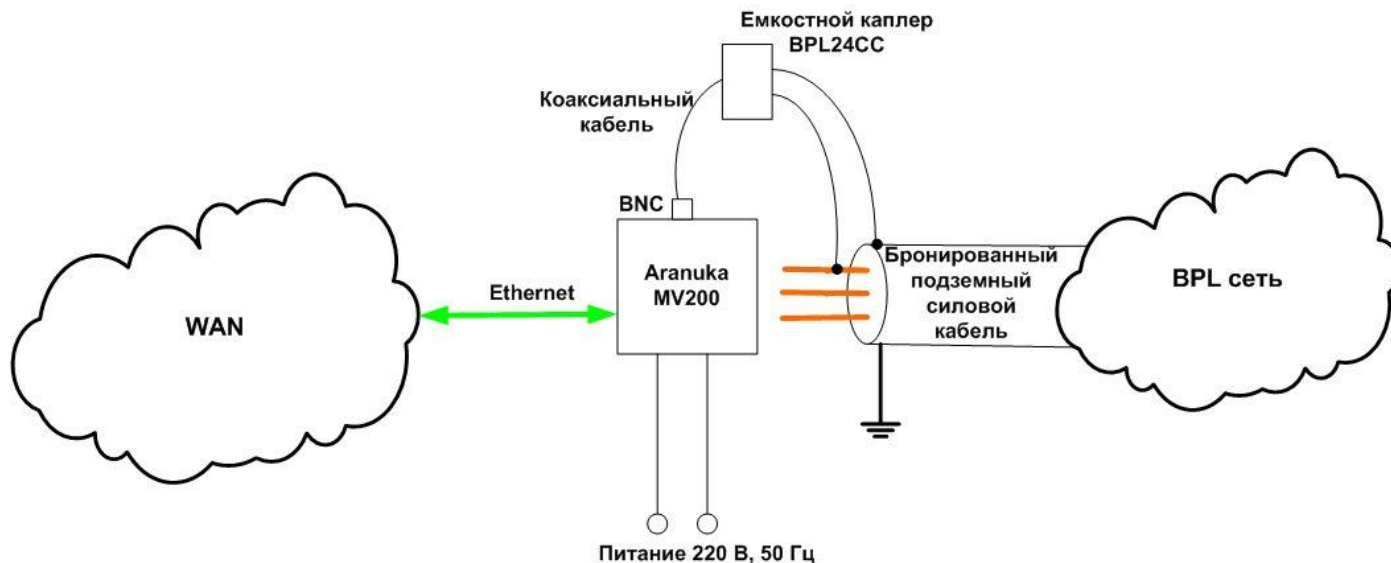 Емкостной каплер
BPL24CC
Коаксиальный
кабель
BNC
Aranuka
MV200
Ethernet
WAN
Бронированный
подземный
силовой
кабель
BPL сеть
Питание 220 В, 50 Гц